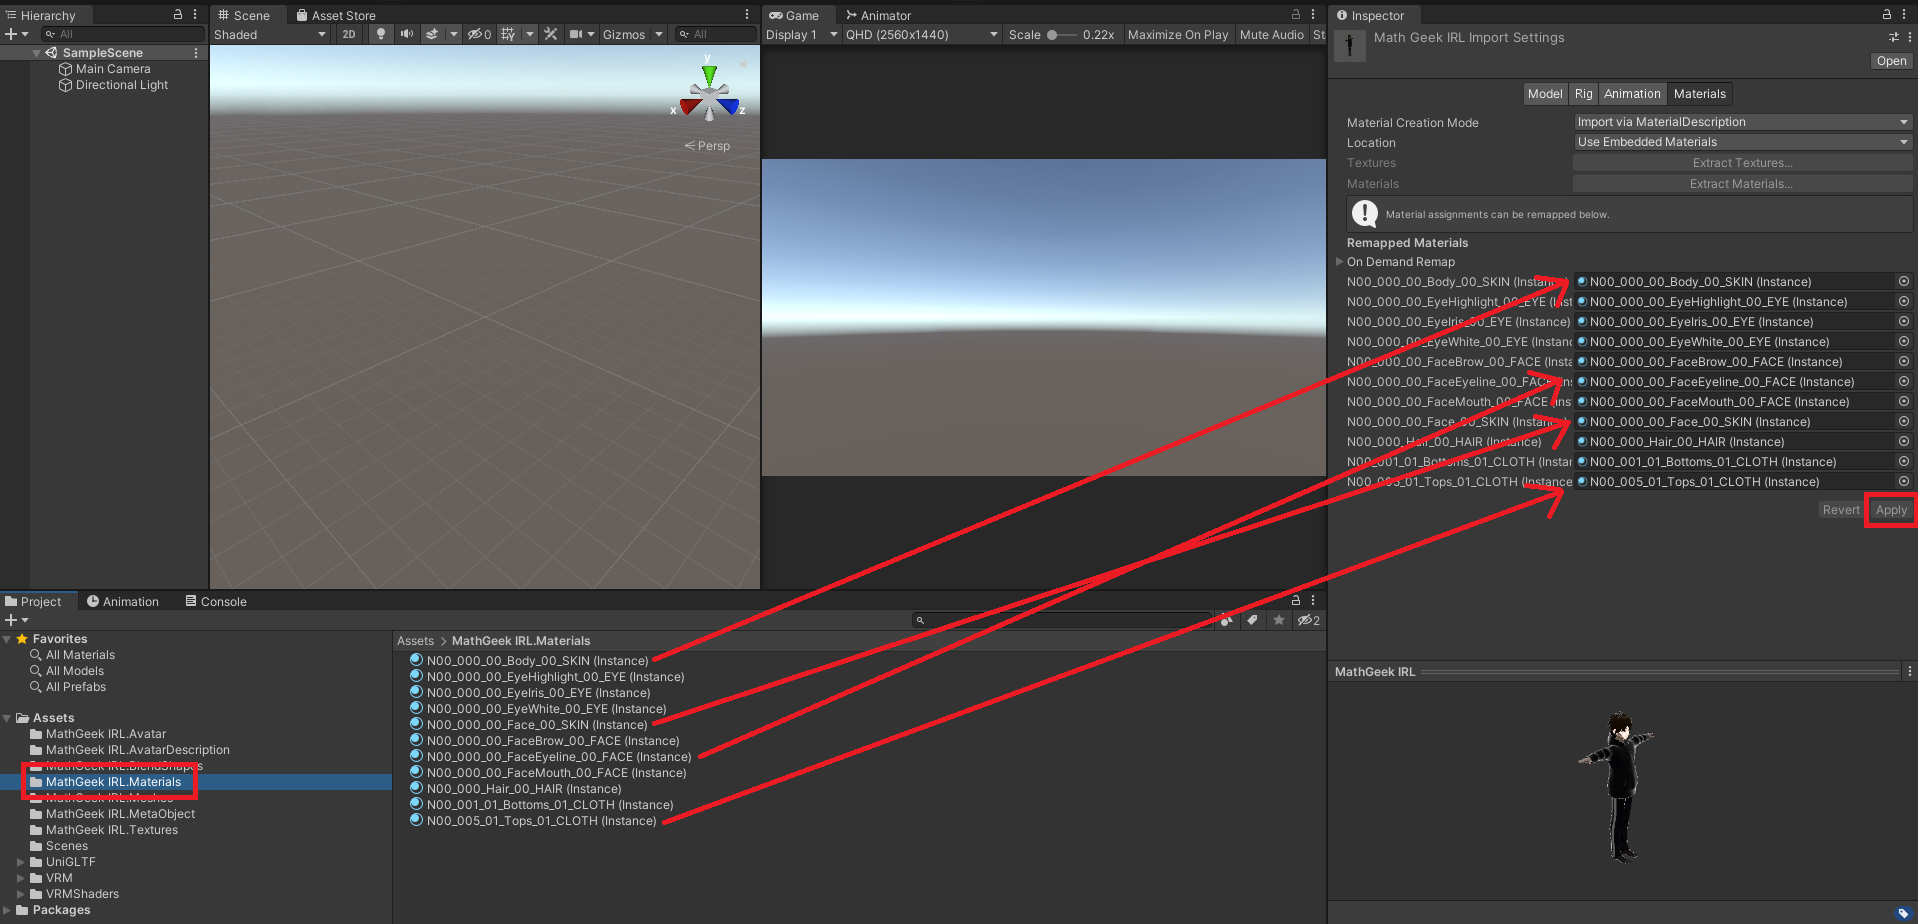 Hierarchy
All
SampleScene
Main Camera
Directional Light
Scene
Asset Store
Shaded
2D
0
Gizmos
All
y
x
z
Persp
Game
Animator
Display 1
QHD (2560x1440)
Scale
0.22x
Maximize On Play
Mute Audio
St
Inspector
Math Geek IRL Import Settings
Open
Model
Rig
Animation
Materials
Material Creation Mode
Import via MaterialDescription
Location
Use Embedded Materials
Textures
Extract Textures...
Materials
Extract Materials...
Material assignments can be remapped below.
Remapped Materials
On Demand Remap
N00_000_00_Body_00_SKIN (Instance) N00_000_00_Body_00_SKIN (Instance)
N00_000_00_EyeHighlight_00_EYE (Inst N00_000_00_EyeHighlight_00_EYE (Instance)
N00_000_00_EyeIris_00_EYE (Instance) N00_000_00_EyeIris_00_EYE (Instance)
N00_000_00_EyeWhite_00_EYE (Instanc N00_000_00_EyeWhite_00_EYE (Instance)
N00_000_00_FaceBrow_00_FACE (Insta N00_000_00_FaceBrow_00_FACE (Instance)
N00_000_00_FaceEyeline_00_FACE (Ins N00_000_00_FaceEyeline_00_FACE (Instance)
N00_000_00_FaceMouth_00_FACE (Ins N00_000_00_FaceMouth_00_FACE (Instance)
N00_000_00_Face_00_SKIN (Instance) N00_000_00_Face_00_SKIN (Instance)
N00_000_Hair_00_HAIR (Instance) N00_000_Hair_00_HAIR (Instance)
N00_001_01_Bottoms_01_CLOTH (Instar N00_001_01_Bottoms_01_CLOTH (Instance)
N00_005_01_Tops_01_CLOTH (Instance N00_005_01_Tops_01_CLOTH (Instance)
Revert
Apply
MathGeek IRL
Project
Animation
Console
2
Favorites
All Materials
All Models
All Prefabs
Assets
MathGeek IRL.Avatar
MathGeek IRL.AvatarDescription
MathGeek IRL.BlendShapes
MathGeek IRL.Materials
MathGeek IRL.Meshes
MathGeek IRL.MetaObject
MathGeek IRL.Textures
Scenes
UniGLTF
VRM
VRMShaders
Packages
Assets > MathGeek IRL.Materials
N00_000_00_Body_00_SKIN (Instance)
N00_000_00_EyeHighlight_00_EYE (Instance)
N00_000_00_EyeIris_00_EYE (Instance)
N00_000_00_EyeWhite_00_EYE (Instance)
N00_000_00_Face_00_SKIN (Instance)
N00_000_00_FaceBrow_00_FACE (Instance)
N00_000_00_FaceEyeline_00_FACE (Instance)
N00_000_00_FaceMouth_00_FACE (Instance)
N00_000_Hair_00_HAIR (Instance)
N00_001_01_Bottoms_01_CLOTH (Instance)
N00_005_01_Tops_01_CLOTH (Instance)